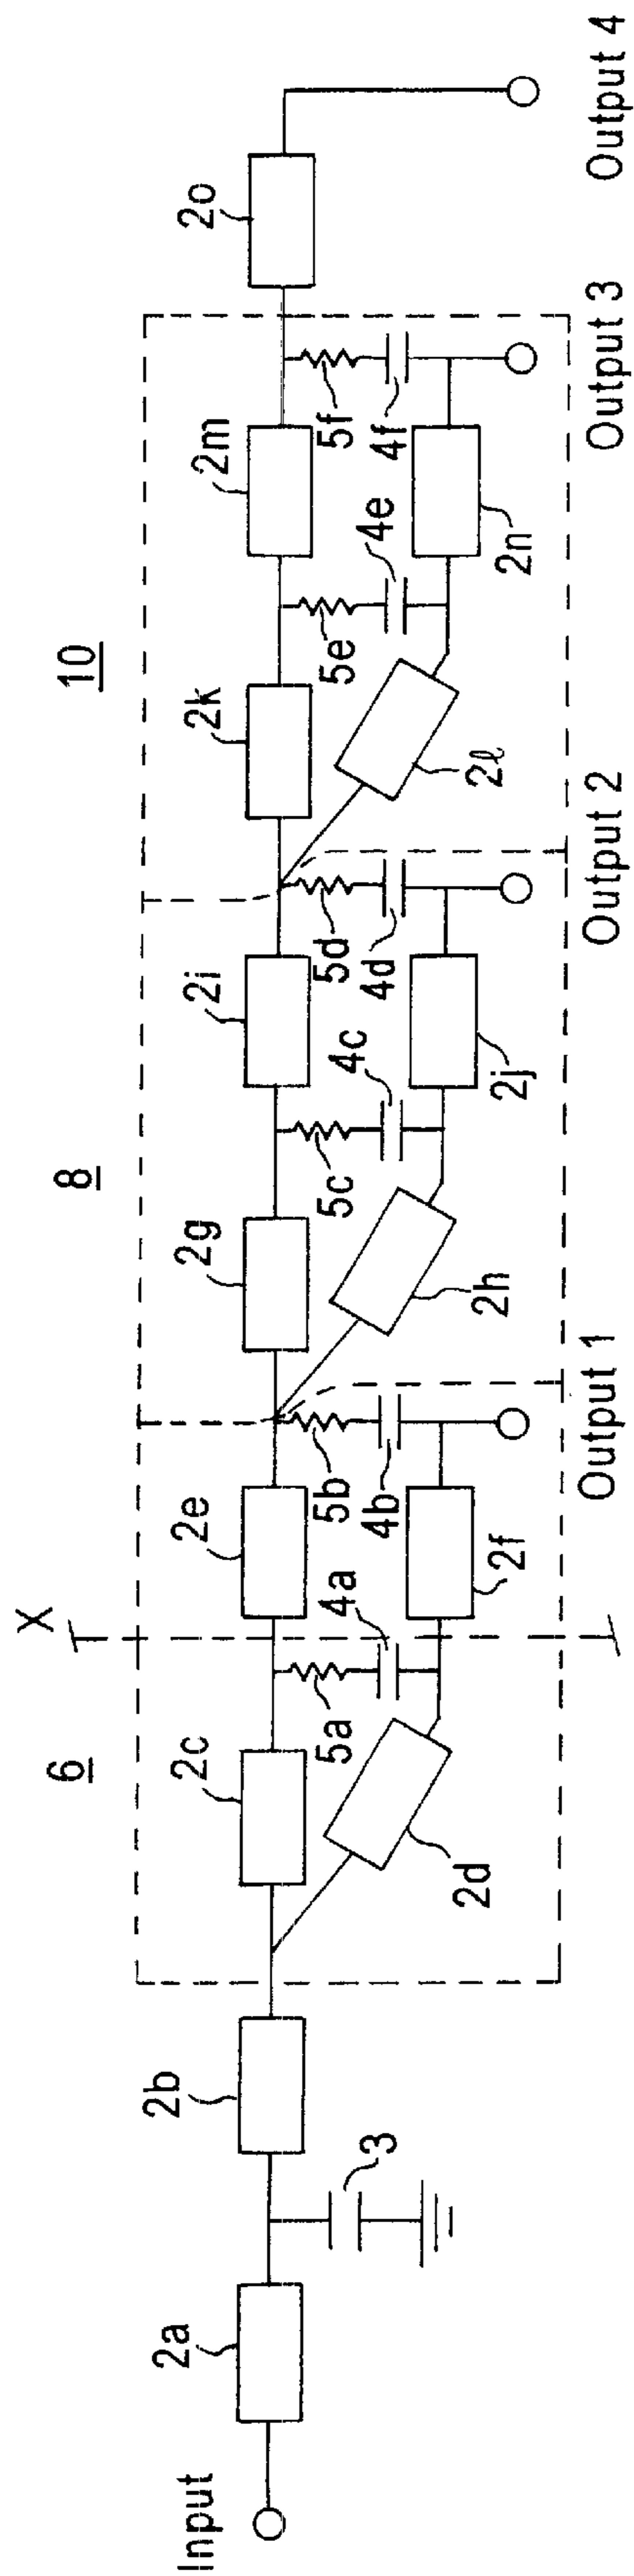 Input
2a
3
2b
6
2c
2d
5a
4a
X
2e
2f
5b
4b
Output 1
8
2g
2h
5c
4c
2i
2j
5d
4d
Output 2
10
2k
2ℓ
5e
4e
2m
2n
5f
4f
Output 3
2o
Output 4